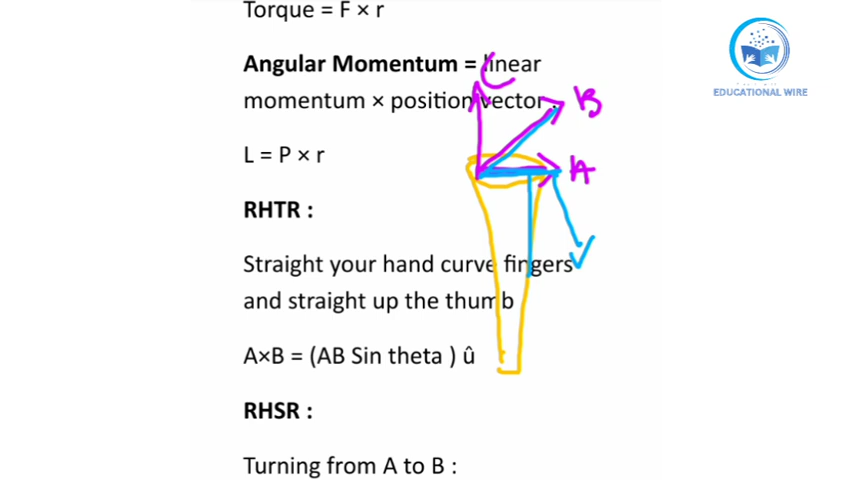 Torque = F × r
EDUCATIONAL WIRE
Angular Momentum = linear
C
momentum × position vector .
B
L = P × r
A
RHTR :
Straight your hand curve fingers
and straight up the thumb
A×B = (AB Sin theta ) û
RHSR :
Turning from A to B :